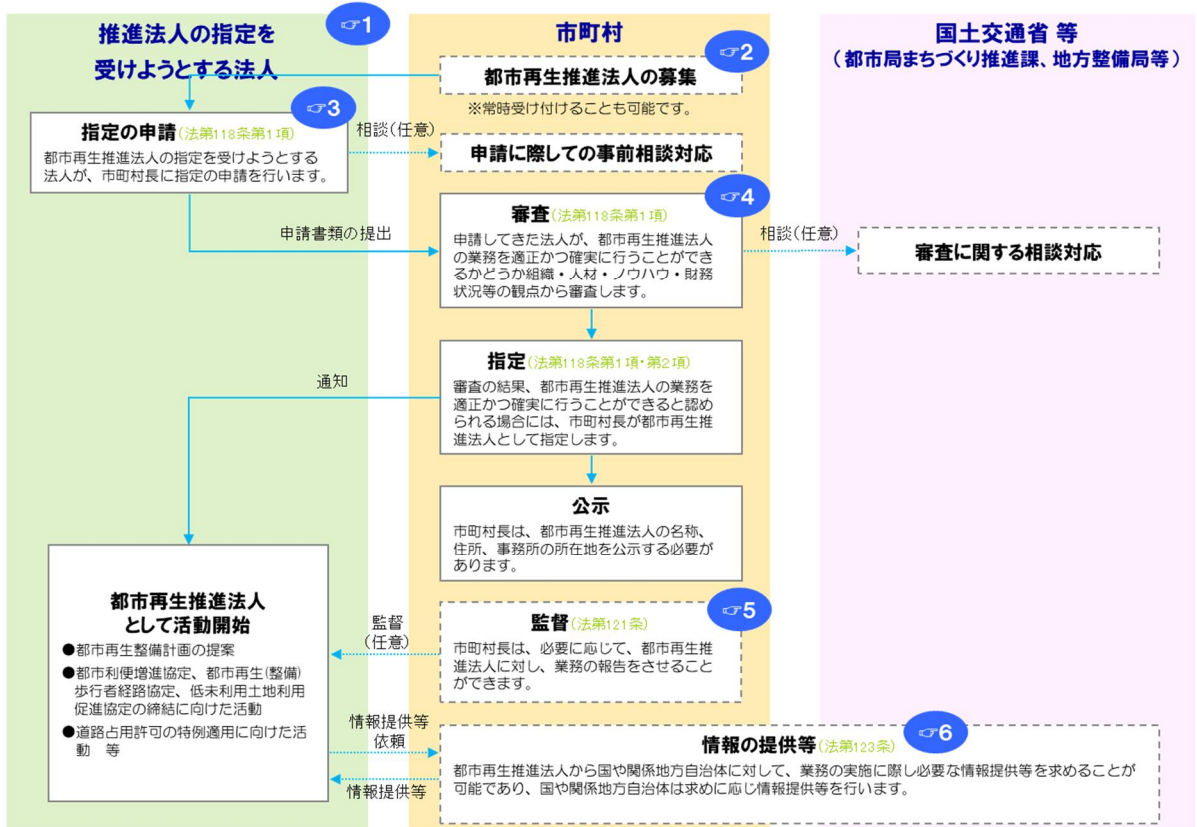 推進法人の指定を
受けようとする法人
☞1
市町村
☞2
国土交通省 等
(都市局まちづくり推進課、地方整備局等)
都市再生推進法人の募集
※常時受け付けることも可能です。
☞3
指定の申請(法第118条第1項)
都市再生推進法人の指定を受けようとする
法人が、市町村長に指定の申請を行います。
相談(任意)
申請に際しての事前相談対応
☞4
申請書類の提出
審査(法第118条第1項)
申請してきた法人が、都市再生推進法人
の業務を適正かつ確実に行うことができ
るかどうか組織・人材・ノウハウ・財務
状況等の観点から審査します。
相談(任意)
審査に関する相談対応
指定(法第118条第1項・第2項)
審査の結果、都市再生推進法人の業務を
適正かつ確実に行うことができると認め
られる場合には、市町村長が都市再生推
進法人として指定します。
通知
公示
市町村長は、都市再生推進法人の名称、
住所、事務所の所在地を公示する必要が
あります。
都市再生推進法人
として活動開始
●都市再生整備計画の提案
●都市利便増進協定、都市再生(整備)
歩行者経路協定、低未利用土地利用
促進協定の締結に向けた活動
●道路占用許可の特例適用に向けた活
動 等
監督
(任意)
☞5
監督(法第121条)
市町村長は、必要に応じて、都市再生推
進法人に対し、業務の報告をさせること
ができます。
情報提供等
依頼
情報提供等
☞6
情報の提供等(法第123条)
都市再生推進法人から国や関係地方自治体に対して、業務の実施に際し必要な情報提供等を求めることが
可能であり、国や関係地方自治体は求めに応じ情報提供等を行います。